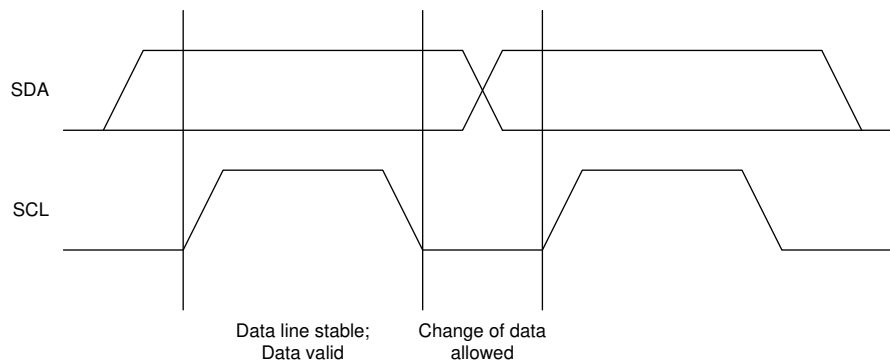 SDA
SCL
Data line stable;
Data valid
Change of data
allowed